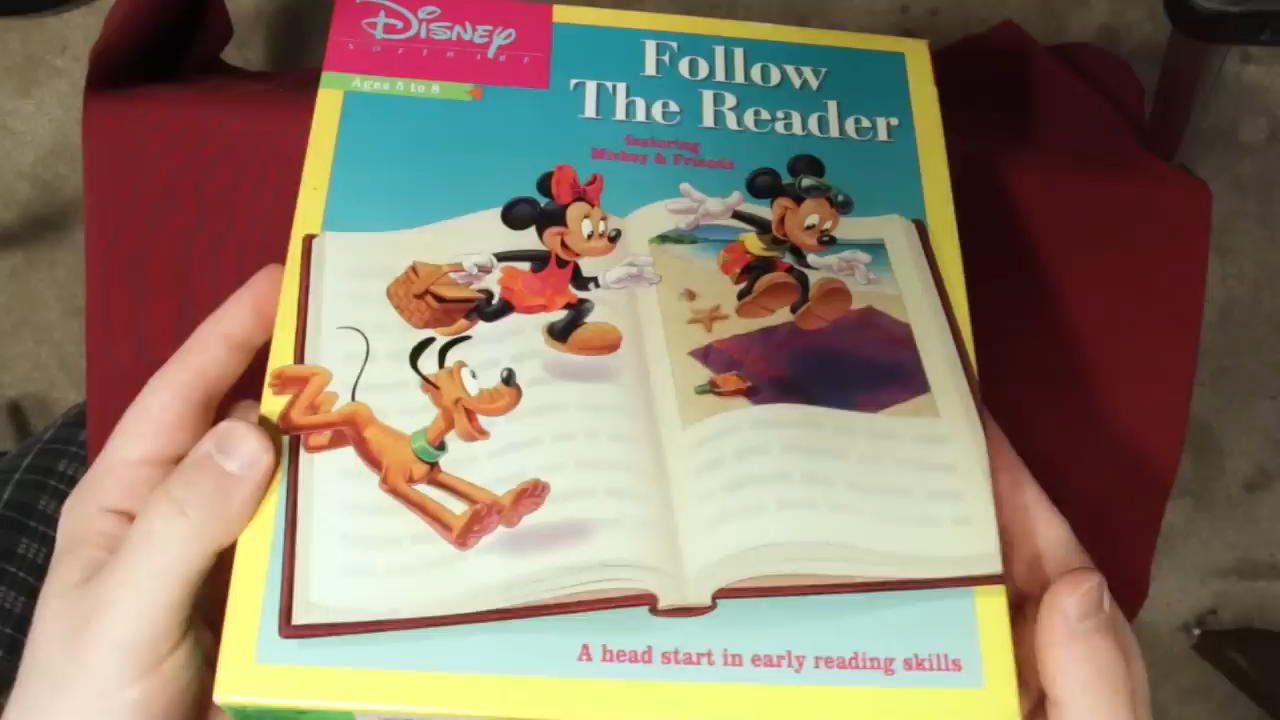 Disney
SOFTWARE
Ages 5 to 8
Follow
The Reader
featuring
Mickey & Friends
A head start in early reading skills